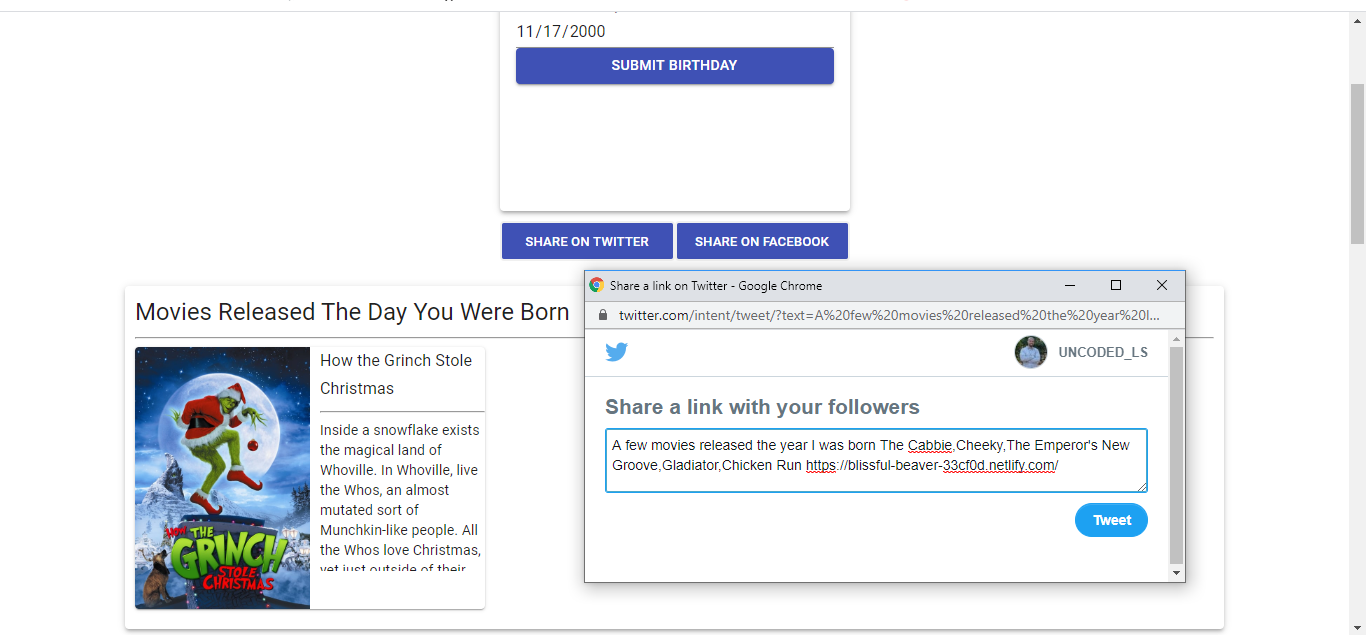 11/17/2000
SUBMIT BIRTHDAY
SHARE ON TWITTER
SHARE ON FACEBOOK
Share a link on Twitter - Google Chrome
twitter.com/intent/tweet/?text=A%20few%20movies%20released%20the%20year%20I...
UNCODED_LS
Share a link with your followers
A few movies released the year I was born The Cabbie,Cheeky,The Emperor's New
Groove,Gladiator,Chicken Run https://blissful-beaver-33cf0d.netlify.com/
Tweet
Movies Released The Day You Were Born
How the Grinch Stole
Christmas
Inside a snowflake exists
the magical land of
Whoville. In Whoville, live
the Whos, an almost
mutated sort of
Munchkin-like people. All
the Whos love Christmas,
yet just outside of their
HOW THE
GRINCH
STOLE
CHRISTMAS